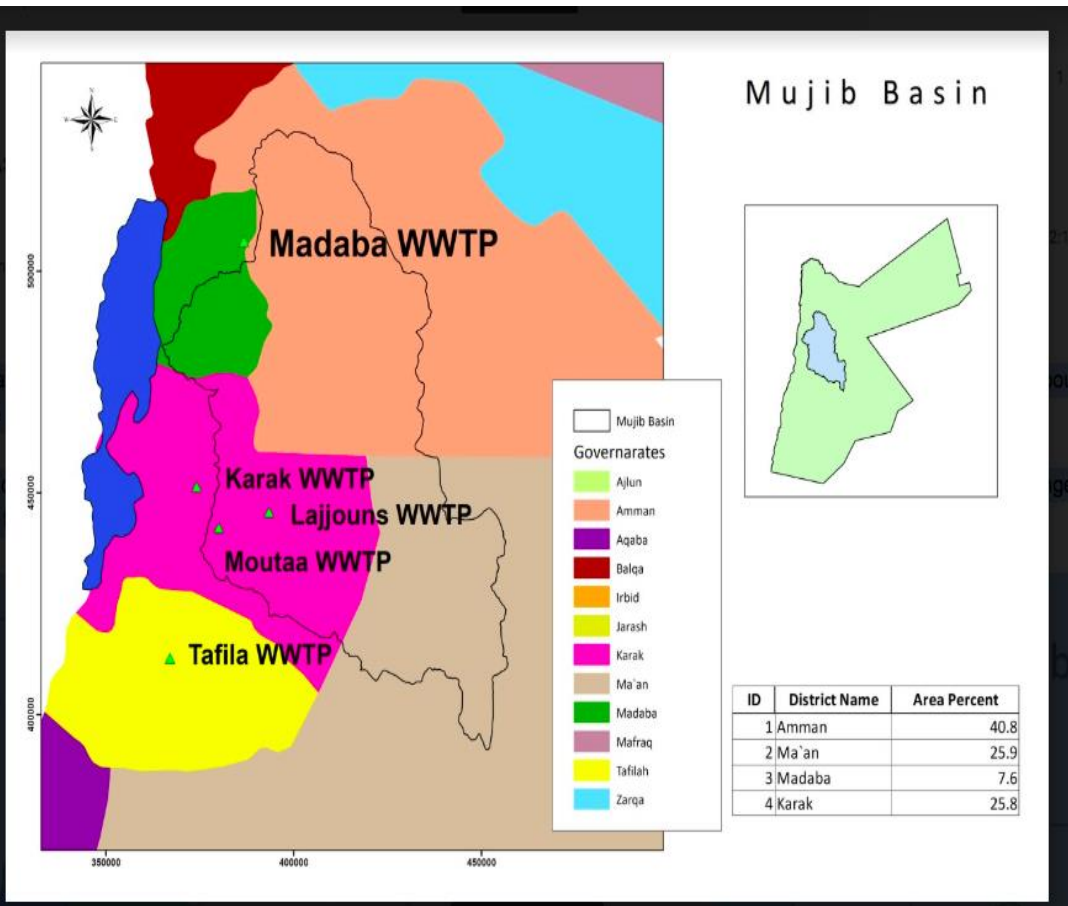 Mujib Basin
N
W
E
S
Madaba WWTP
Karak WWTP
Lajjouns WWTP
Moutaa WWTP
Tafila WWTP
500000
450000
400000
350000
400000
450000
Mujib Basin
Governarates
Ajlun
Amman
Aqaba
Balqa
Irbid
Jarash
Karak
Ma`an
Madaba
Mafraq
Tafilah
Zarqa
ID District Name Area Percent
1 Amman 40.8
2 Ma`an 25.9
3 Madaba 7.6
4 Karak 25.8